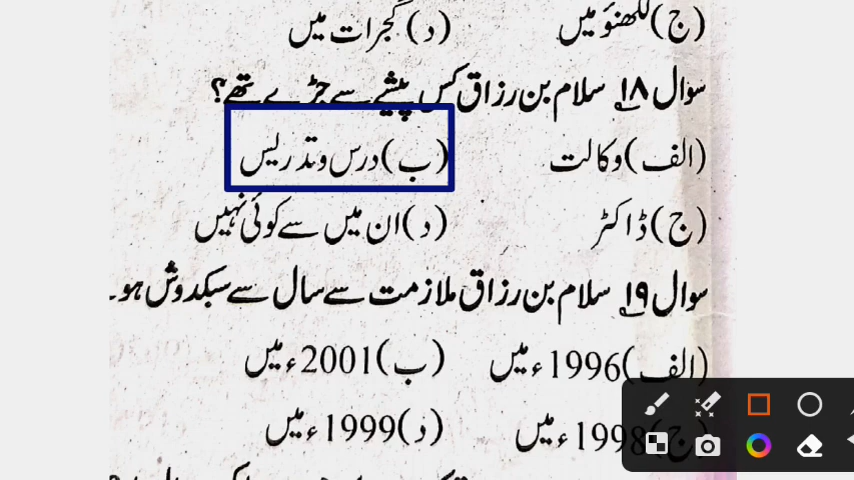 (ج) لکھنؤ میں (د) گجرات میں
سوال ۱۸ سلام بن رزاق کس پیشے سے جڑے تھے؟
(الف) وکالت (ب) درس وتدریس
(ج) ڈاکٹر (د) ان میں سے کوئی نہیں
سوال ۱۹ سلام بن رزاق ملازمت سے سال سے سبکدوش ہو۔
(الف) 1996ء میں (ب) 2001ء میں
(ج) 1998ء میں (د) 1999ء میں